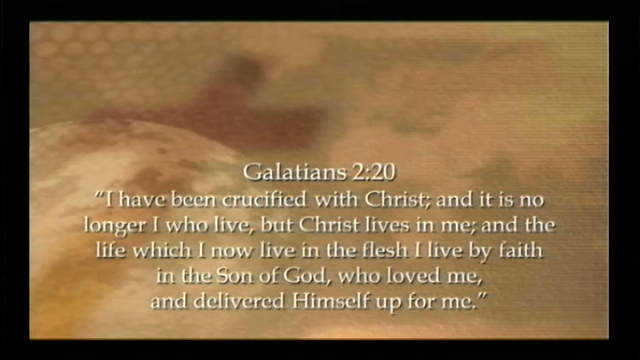 Galatians 2:20
“I have been crucified with Christ; and it is no
longer I who live, but Christ lives in me; and the
life which I now live in the flesh I live by faith
in the Son of God, who loved me,
and delivered Himself up for me.”